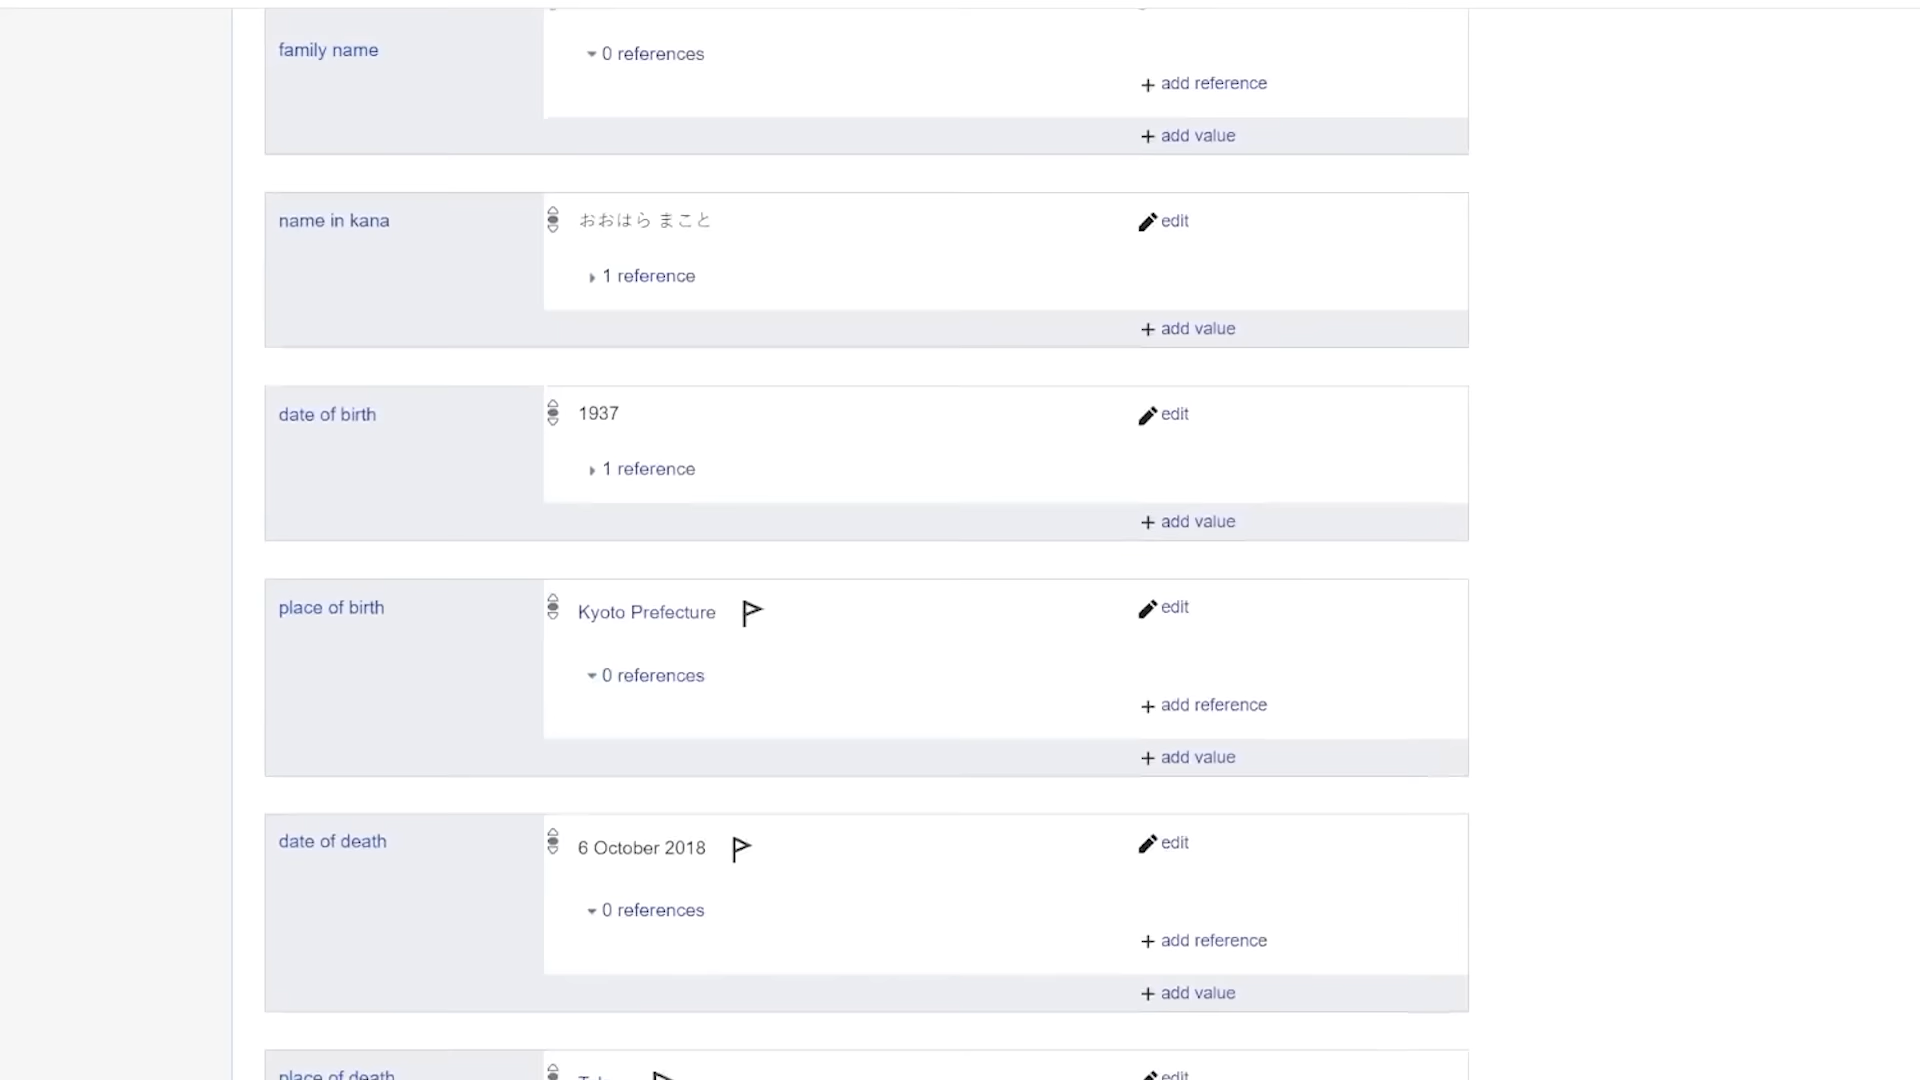 family name
0 references
+ add reference
+ add value
name in kana
おおはら まこと
edit
1 reference
+ add value
date of birth
1937
edit
1 reference
+ add value
place of birth
Kyoto Prefecture
edit
0 references
+ add reference
+ add value
date of death
6 October 2018
edit
0 references
+ add reference
+ add value
place of death
edit